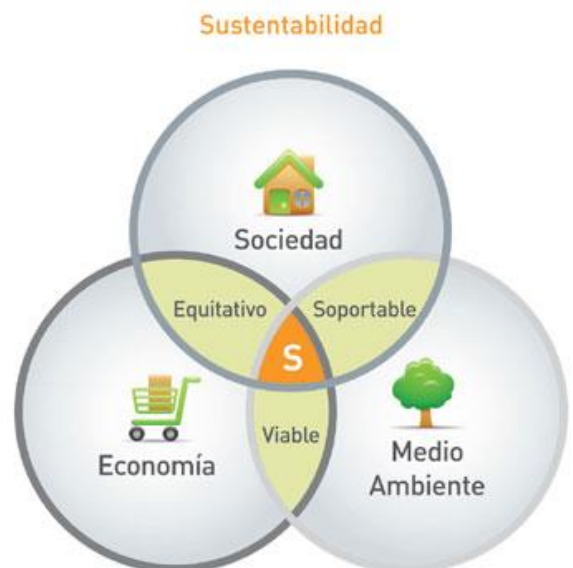 Sustentabilidad
Sociedad
Equitativo
Soportable
S
Viable
Economía
Medio
Ambiente